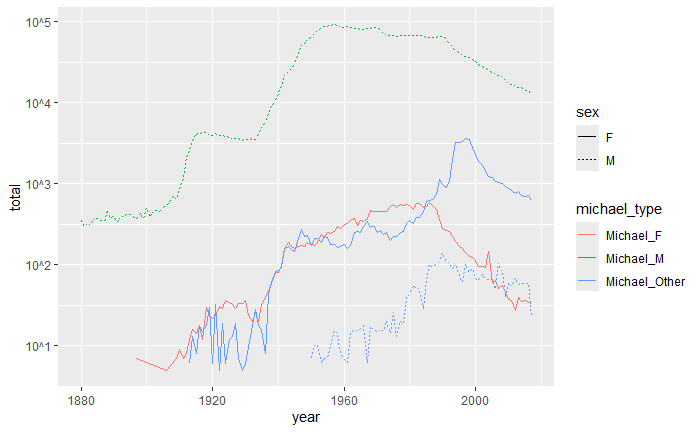 10^5
10^4
10^3
10^2
10^1
total
1880
1920
1960
2000
year
sex
F
M
michael_type
Michael_F
Michael_M
Michael_Other